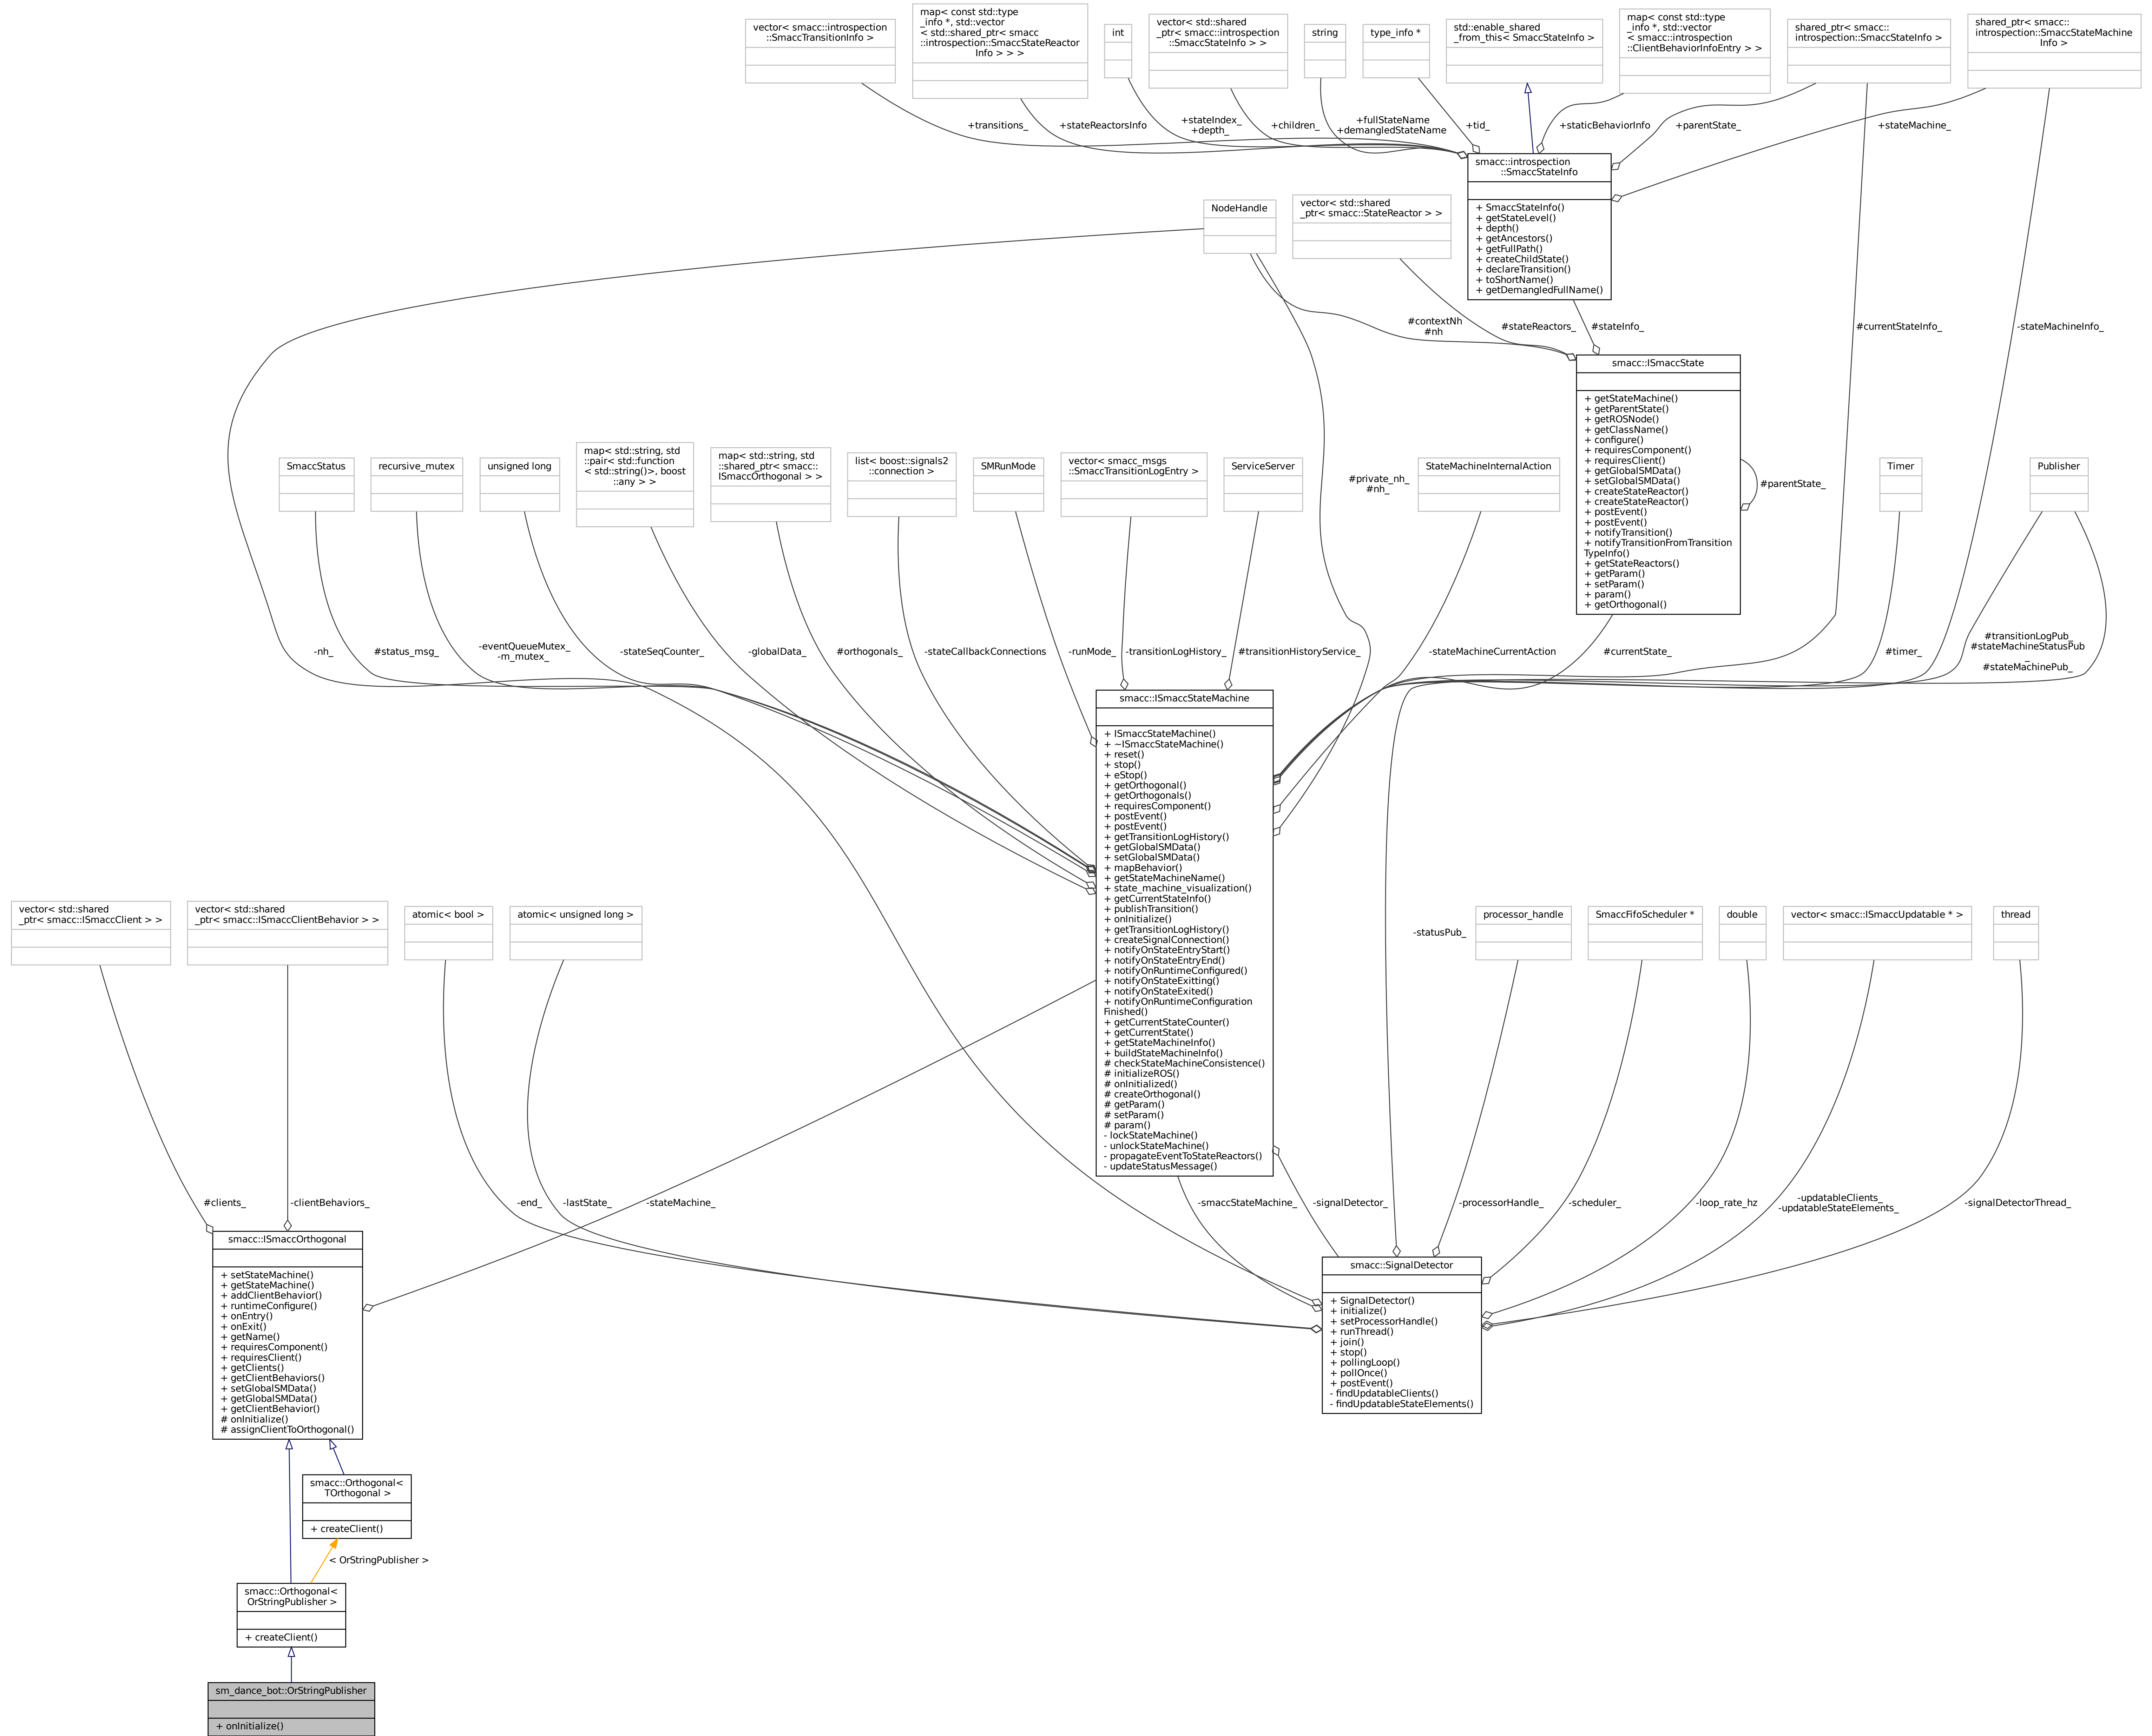 vector< smacc::introspection
::SmaccTransitionInfo >
map< const std::type
_info *, std::vector
< std::shared_ptr< smacc
::introspection::SmaccStateReactor
Info > > >
int
vector< std::shared
_ptr< smacc::introspection
::SmaccStateInfo > >
string
type_info *
std::enable_shared
_from_this< SmaccStateInfo >
map< const std::type
_info *, std::vector
< smacc::introspection
::ClientBehaviorInfoEntry > >
shared_ptr< smacc::
introspection::SmaccStateInfo >
shared_ptr< smacc::
introspection::SmaccStateMachine
Info >
+transitions_
+stateReactorsInfo
+stateIndex_
+depth_
+children_
+fullStateName
+demangledStateName
+tid_
+staticBehaviorInfo
+parentState_
+stateMachine_
smacc::introspection
::SmaccStateInfo
+ SmaccStateInfo()
+ getStateLevel()
+ depth()
+ getAncestors()
+ getFullPath()
+ createChildState()
+ declareTransition()
+ toShortName()
+ getDemangledFullName()
NodeHandle
vector< std::shared
_ptr< smacc::StateReactor > >
#contextNh
#nh
#stateReactors_
#stateInfo_
#currentStateInfo_
-stateMachineInfo_
smacc::ISmaccState
+ getStateMachine()
+ getParentState()
+ getROSNode()
+ getClassName()
+ configure()
+ requiresComponent()
+ requiresClient()
+ getGlobalSMData()
+ setGlobalSMData()
+ createStateReactor()
+ createStateReactor()
+ postEvent()
+ postEvent()
+ notifyTransition()
+ notifyTransitionFromTransition
TypeInfo()
+ getStateReactors()
+ getParam()
+ setParam()
+ param()
+ getOrthogonal()
#parentState_
SmaccStatus
recursive_mutex
unsigned long
map< std::string, std
::pair< std::function
< std::string()>, boost
::any > >
map< std::string, std
::shared_ptr< smacc::
ISmaccOrthogonal > >
list< boost::signals2
::connection >
SMRunMode
vector< smacc_msgs
::SmaccTransitionLogEntry >
ServiceServer
#private_nh_
#nh_
StateMachineInternalAction
Timer
Publisher
-nh_
#status_msg_
-eventQueueMutex_
-m_mutex_
-stateSeqCounter_
-globalData_
#orthogonals_
-stateCallbackConnections
-runMode_
-transitionLogHistory_
#transitionHistoryService_
-stateMachineCurrentAction
#currentState_
#timer_
#transitionLogPub_
#stateMachineStatusPub
_
#stateMachinePub_
smacc::ISmaccStateMachine
+ ISmaccStateMachine()
+ ~ISmaccStateMachine()
+ reset()
+ stop()
+ eStop()
+ getOrthogonal()
+ getOrthogonals()
+ requiresComponent()
+ postEvent()
+ postEvent()
+ getTransitionLogHistory()
+ getGlobalSMData()
+ setGlobalSMData()
+ mapBehavior()
+ getStateMachineName()
+ state_machine_visualization()
+ getCurrentStateInfo()
+ publishTransition()
+ onInitialize()
+ getTransitionLogHistory()
+ createSignalConnection()
+ notifyOnStateEntryStart()
+ notifyOnStateEntryEnd()
+ notifyOnRuntimeConfigured()
+ notifyOnStateExitting()
+ notifyOnStateExited()
+ notifyOnRuntimeConfiguration
Finished()
+ getCurrentStateCounter()
+ getCurrentState()
+ getStateMachineInfo()
+ buildStateMachineInfo()
# checkStateMachineConsistence()
# initializeROS()
# onInitialized()
# createOrthogonal()
# getParam()
# setParam()
# param()
- lockStateMachine()
- unlockStateMachine()
- propagateEventToStateReactors()
- updateStatusMessage()
vector< std::shared
_ptr< smacc::ISmaccClient > >
vector< std::shared
_ptr< smacc::ISmaccClientBehavior > >
atomic< bool >
atomic< unsigned long >
-statusPub_
processor_handle
SmaccFifoScheduler *
double
vector< smacc::ISmaccUpdatable * >
thread
#clients_
-clientBehaviors_
-end_
-lastState_
-stateMachine_
-smaccStateMachine_
-signalDetector_
-processorHandle_
-scheduler_
-loop_rate_hz
-updatableClients_
-updatableStateElements_
-signalDetectorThread_
smacc::ISmaccOrthogonal
+ setStateMachine()
+ getStateMachine()
+ addClientBehavior()
+ runtimeConfigure()
+ onEntry()
+ onExit()
+ getName()
+ requiresComponent()
+ requiresClient()
+ getClients()
+ getClientBehaviors()
+ setGlobalSMData()
+ getGlobalSMData()
+ getClientBehavior()
# onInitialize()
# assignClientToOrthogonal()
smacc::SignalDetector
+ SignalDetector()
+ initialize()
+ setProcessorHandle()
+ runThread()
+ join()
+ stop()
+ pollingLoop()
+ pollOnce()
+ postEvent()
- findUpdatableClients()
- findUpdatableStateElements()
smacc::Orthogonal<
TOrthogonal >
+ createClient()
< OrStringPublisher >
smacc::Orthogonal<
OrStringPublisher >
+ createClient()
sm_dance_bot::OrStringPublisher
+ onInitialize()